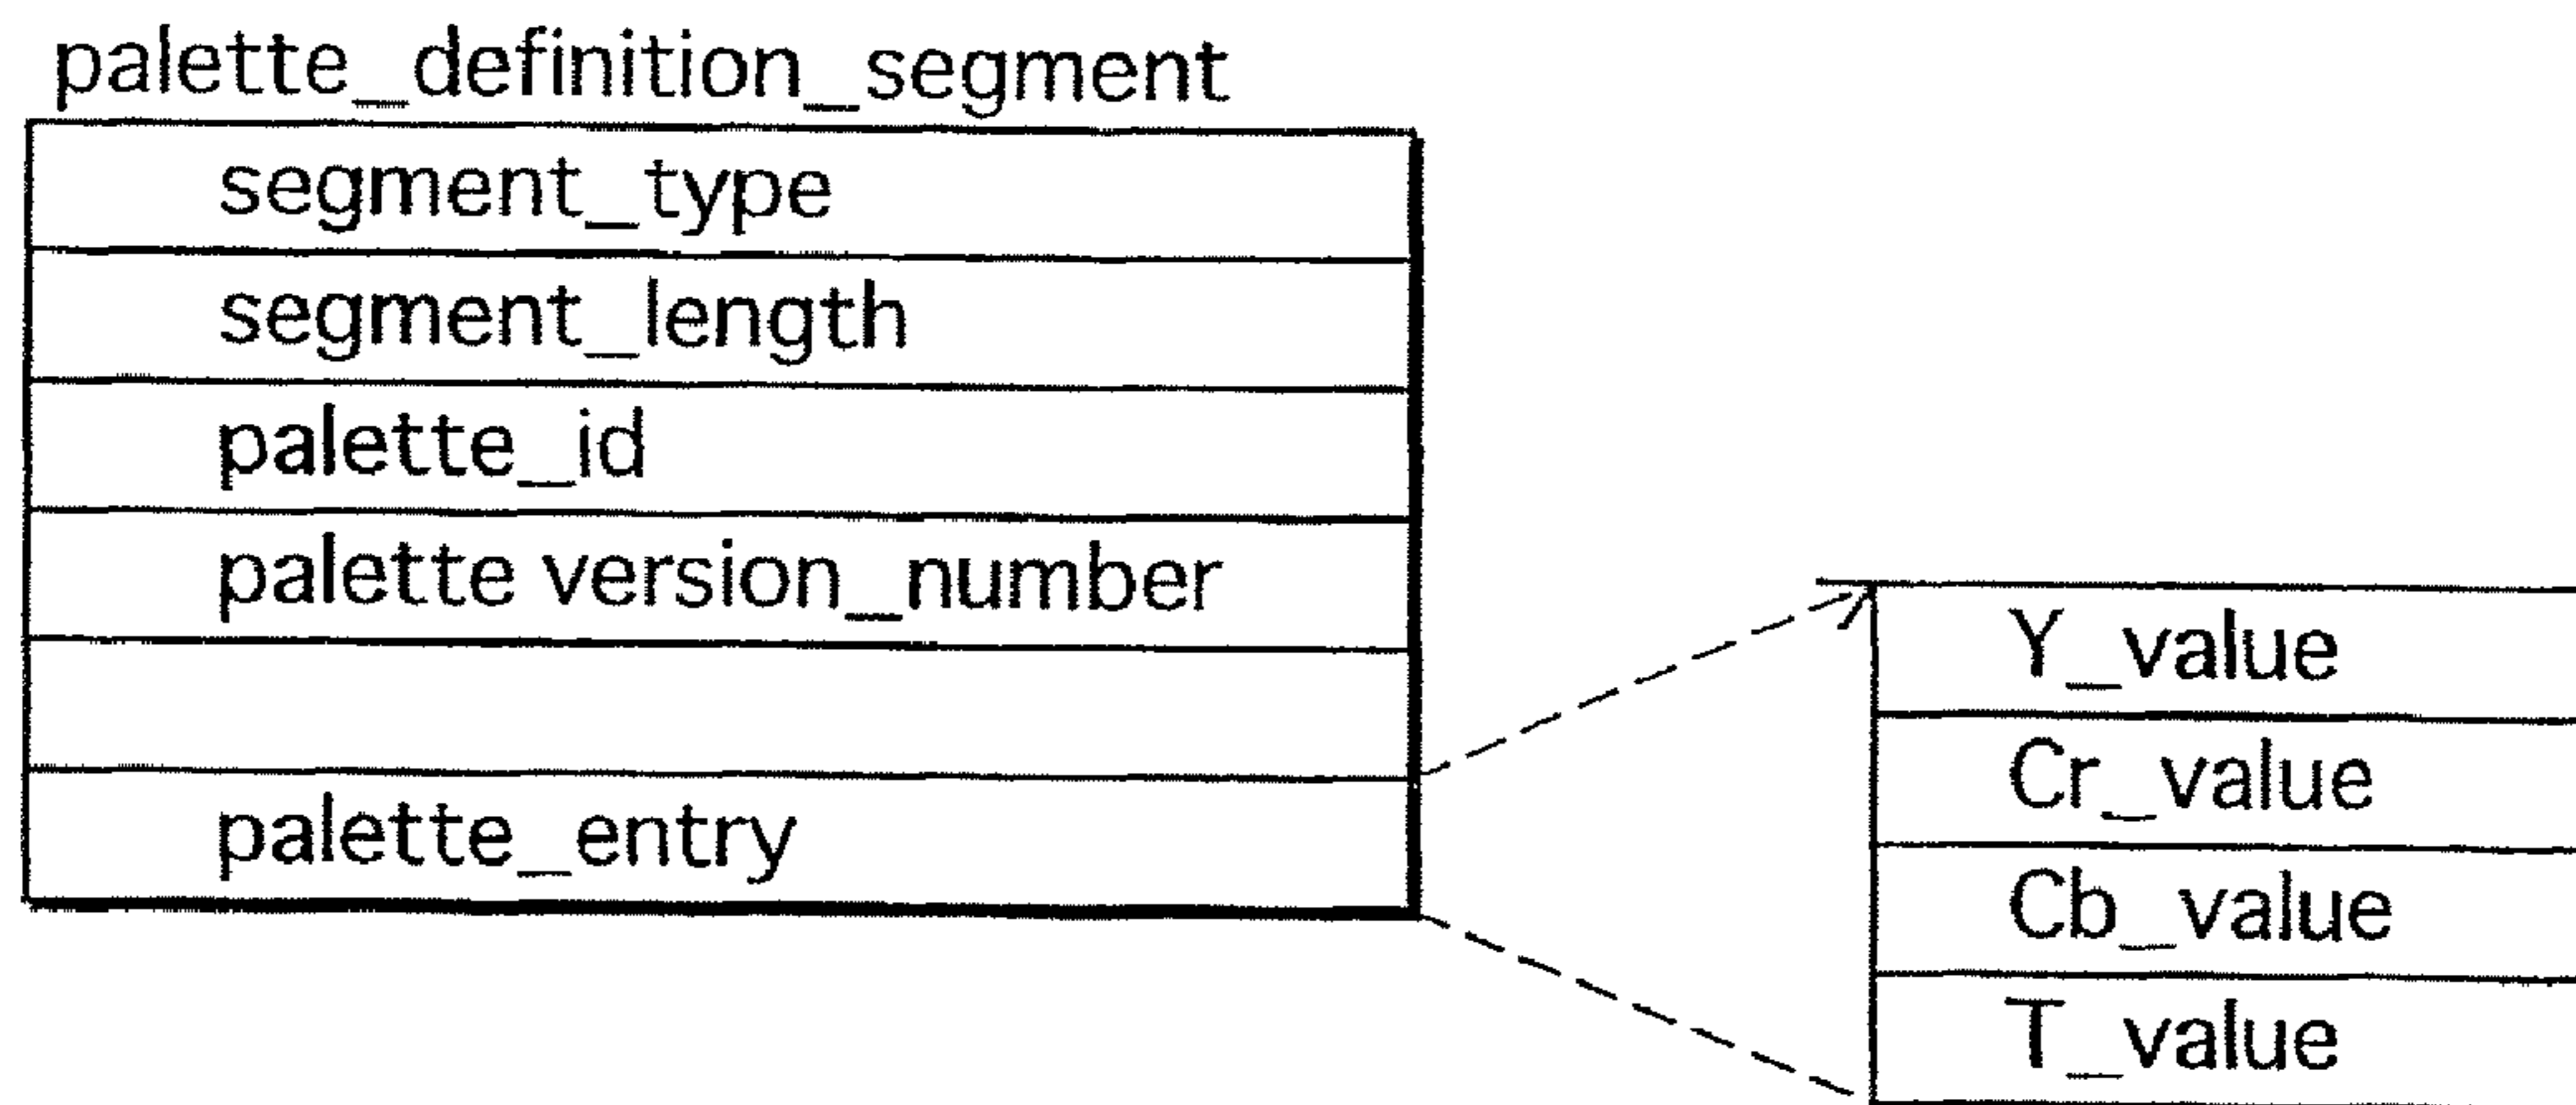 palette_definition_segment
segment_type
segment_length
palette_id
palette version_number
palette_entry
Y_value
Cr_value
Cb_value
T_value